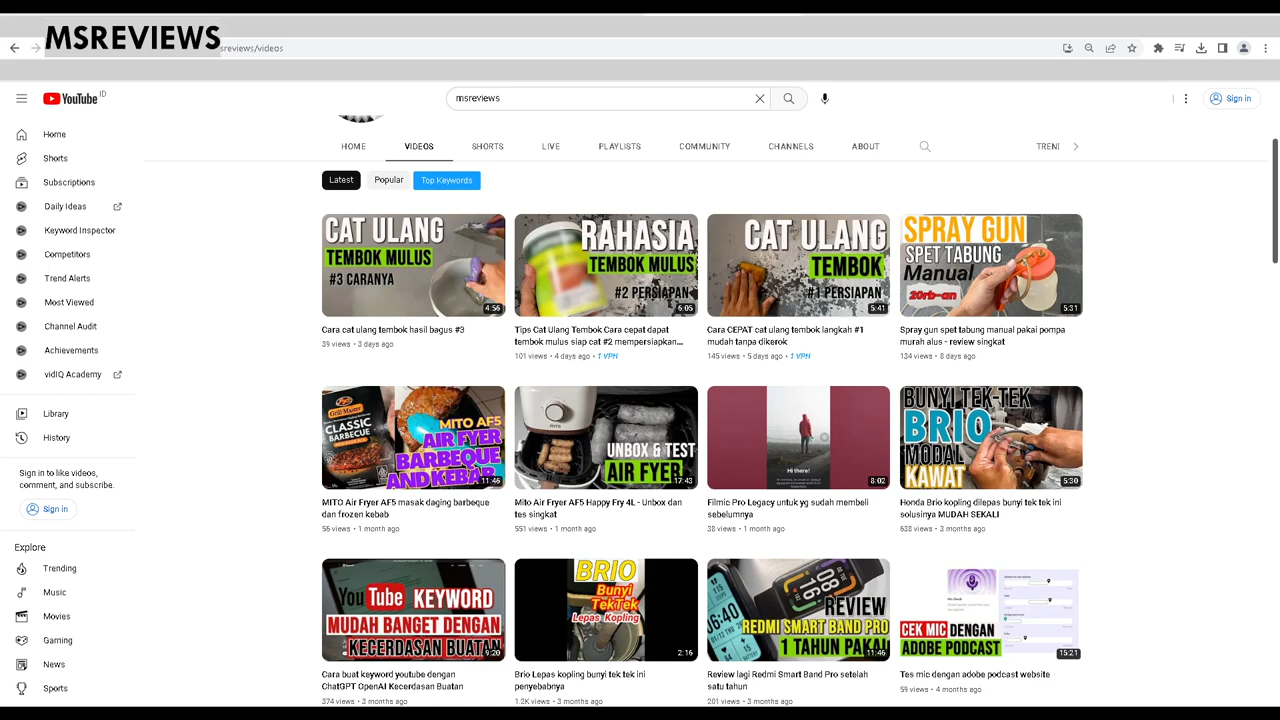 MSREVIEWS
sreviews/videos
YouTube ID
msreviews
Sign in
Home
Shorts
Subscriptions
Daily Ideas
Keyword Inspector
Competitors
Trend Alerts
Most Viewed
Channel Audit
Achievements
vidIQ Academy
Library
History
Sign in to like videos,
comment, and subscribe.
Sign in
Explore
Trending
Music
Movies
Gaming
News
Sports
HOME VIDEOS SHORTS LIVE PLAYLISTS COMMUNITY CHANNELS ABOUT TREND
Latest Popular Top Keywords
CAT ULANG
TEMBOK MULUS
#3 CARANYA
4:56
Cara cat ulang tembok hasil bagus #3
39 views • 3 days ago
RAHASIA
TEMBOK MULUS
#2 PERSIAPAN
6:05
Tips Cat Ulang Tembok Cara cepat dapat
tembok mulus siap cat #2 mempersiapkan...
101 views • 4 days ago • 1 VPH
CAT ULANG
TEMBOK
#1 PERSIAPAN
5:41
Cara CEPAT cat ulang tembok langkah #1
mudah tanpa dikerok
145 views • 5 days ago • 1 VPH
SPRAY GUN
SPET TABUNG
Manual
20rb-an
5:31
Spray gun spet tabung manual pakai pompa
murah alus - review singkat
134 views • 8 days ago
Grill Master
CLASSIC
BARBECUE
MITO AF5
AIR FYER
BARBEQUE
AND KEBAB
11:46
MITO Air Fryer AF5 masak daging barbeque
dan frozen kebab
56 views • 1 month ago
MITO
UNBOX & TEST
AIR FYER
17:43
Mito Air Fryer AF5 Happy Fry 4L - Unbox dan
tes singkat
551 views • 1 month ago
Hi there!
8:02
Filmic Pro Legacy untuk yg sudah membeli
sebelumnya
38 views • 1 month ago
BUNYI TEK-TEK
BRIO
MODAL
KAWAT
5:30
Honda Brio kopling dilepas bunyi tek tek ini
solusinya MUDAH SEKALI
638 views • 3 months ago
YouTube KEYWORD
MUDAH BANGET DENGAN
KECERDASAN BUATAN
9:20
Cara buat keyword youtube dengan
ChatGPT OpenAI Kecerdasan Buatan
374 views • 3 months ago
BRIO
Bunyi
TekTek
Lepas Kopling
2:16
Brio Lepas kopling bunyi tek tek ini
penyebabnya
1.2K views • 3 months ago
06:40
08
16
REVIEW
REDMI SMART BAND PRO
1 TAHUN PAKAI
11:46
Review lagi Redmi Smart Band Pro setelah
satu tahun
201 views • 3 months ago
CEK MIC DENGAN
ADOBE PODCAST
15:21
Tes mic dengan adobe podcast website
59 views • 4 months ago